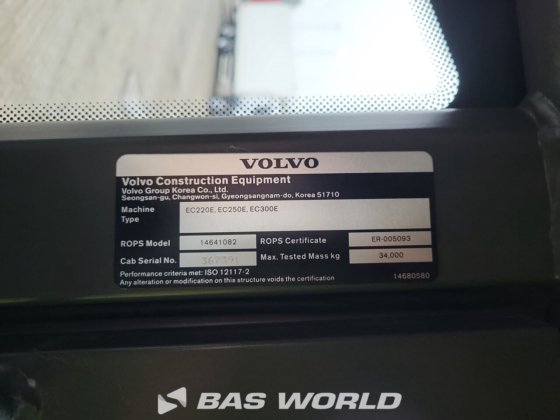 VOLVO
Volvo Construction Equipment
Volvo Group Korea Co., Ltd.
Seongsan-gu, Changwon-si, Gyeongsangnam-do, Korea 51710
Machine Type EC220E, EC250E, EC300E
ROPS Model 14641082 ROPS Certificate ER-005093
Cab Serial No. 367391 Max. Tested Mass kg 34,000
Performance criteria met: ISO 12117-2
Any alteration or modification on this structure voids the certification 14680580
BAS WORLD